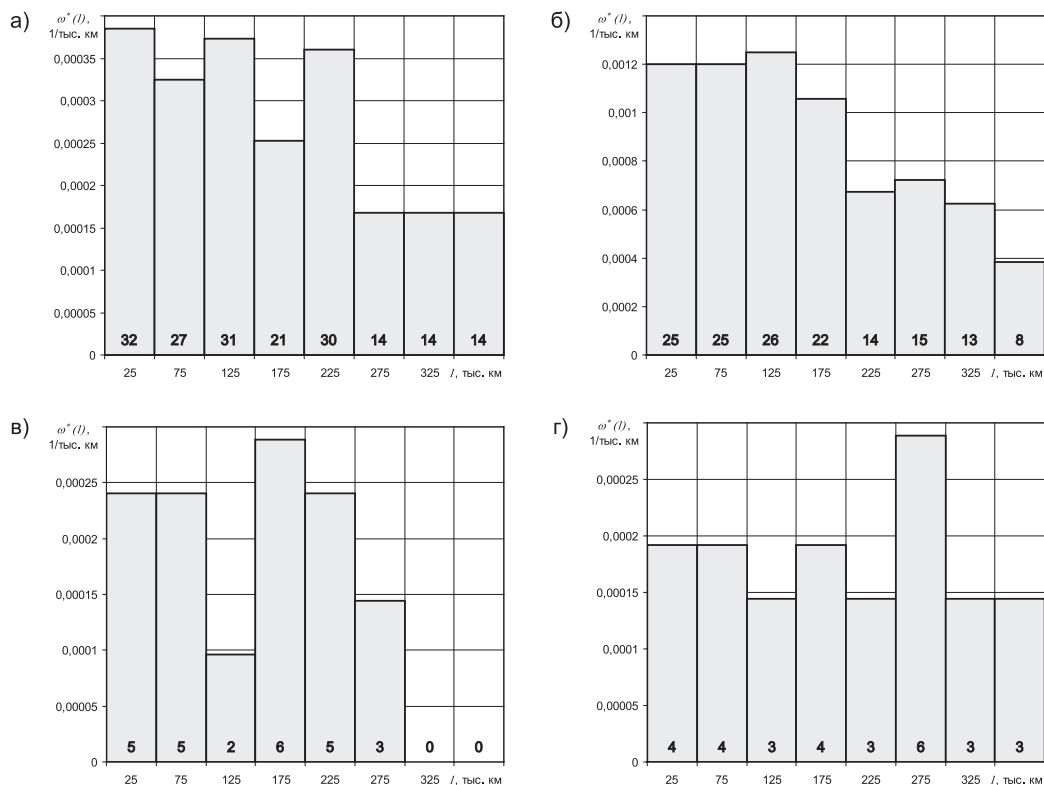 а)
ω*(l),
1/тыс. км
0,00035
0,0003
0,00025
0,0002
0,00015
0,0001
0,00005
0
32 27 31 21 30 14 14 14
25 75 125 175 225 275 325 l, тыс. км
б)
ω*(l),
1/тыс. км
0,0012
0,001
0,0008
0,0006
0,0004
0,0002
0
25 25 26 22 14 15 13 8
25 75 125 175 225 275 325 l, тыс. км
в)
ω*(l),
1/тыс. км
0,00025
0,0002
0,00015
0,0001
0,00005
0
5 5 2 6 5 3 0 0
25 75 125 175 225 275 325 l, тыс. км
г)
ω*(l),
1/тыс. км
0,00025
0,0002
0,00015
0,0001
0,00005
0
4 4 3 4 3 6 3 3
25 75 125 175 225 275 325 l, тыс. км